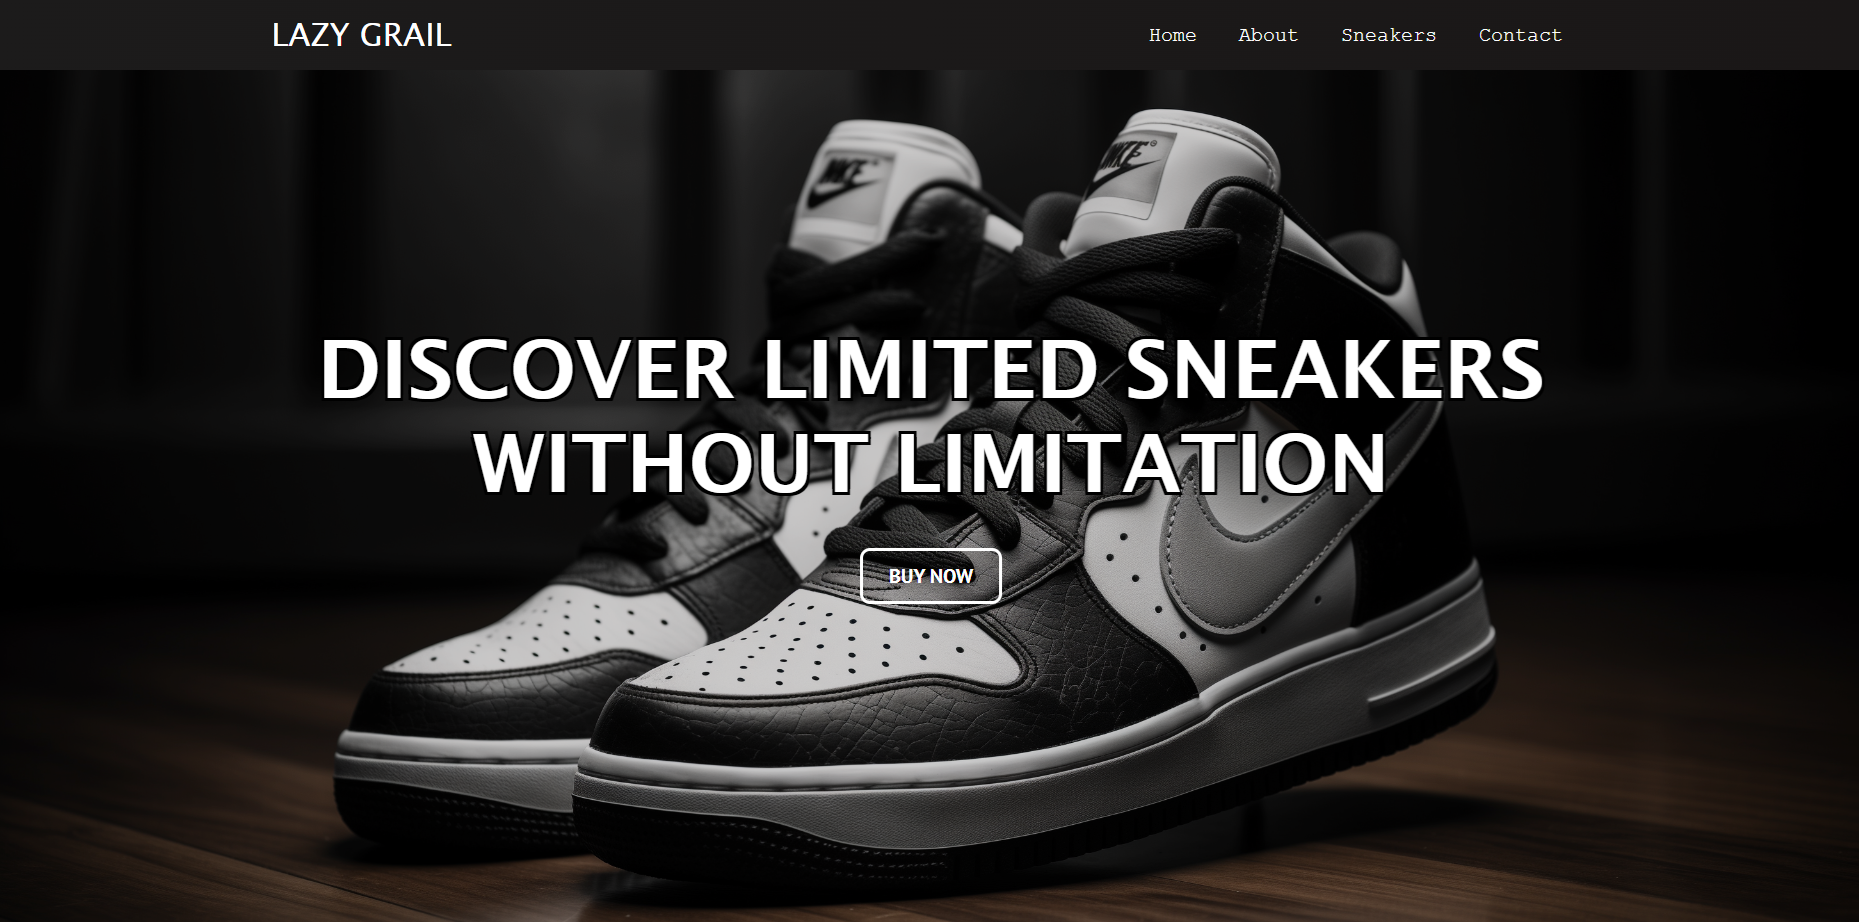 LAZY GRAIL
Home About Sneakers Contact
NIKE
NIKE
DISCOVER LIMITED SNEAKERS
WITHOUT LIMITATION
BUY NOW